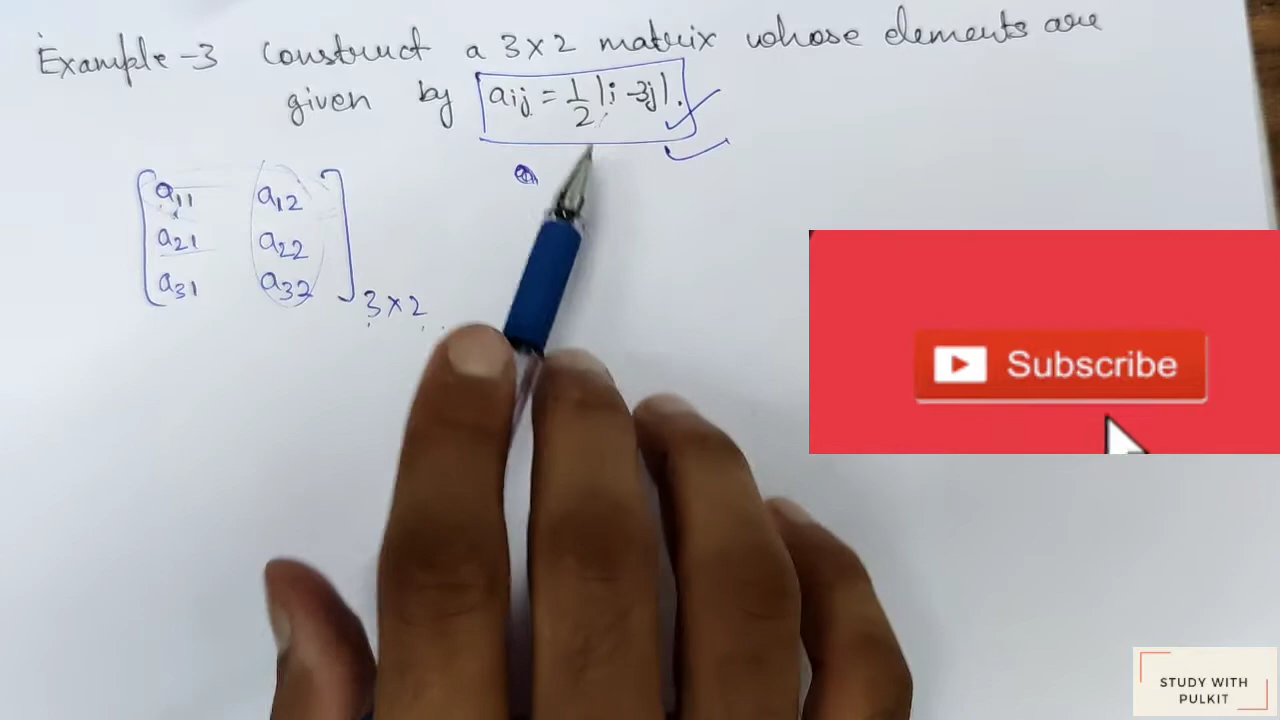 Example -3 Construct a 3×2 matrix whose elements are
given by aij = 1/2 |i -3j|.
a11 a12
a21 a22
a31 a32
3×2
Subscribe
STUDY WITH
PULKIT